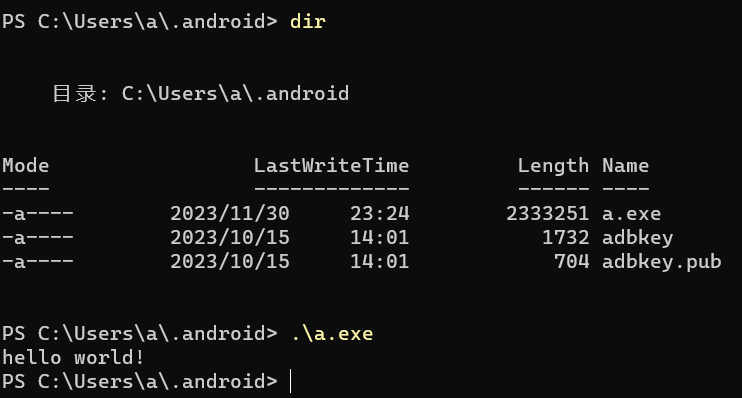 PS C:\Users\a\.android> dir
目录: C:\Users\a\.android
Mode                 LastWriteTime         Length Name
----                 -------------         ------ ----
-a----        2023/11/30     23:24        2333251 a.exe
-a----        2023/10/15     14:01           1732 adbkey
-a----        2023/10/15     14:01            704 adbkey.pub
PS C:\Users\a\.android> .\a.exe
hello world!
PS C:\Users\a\.android>